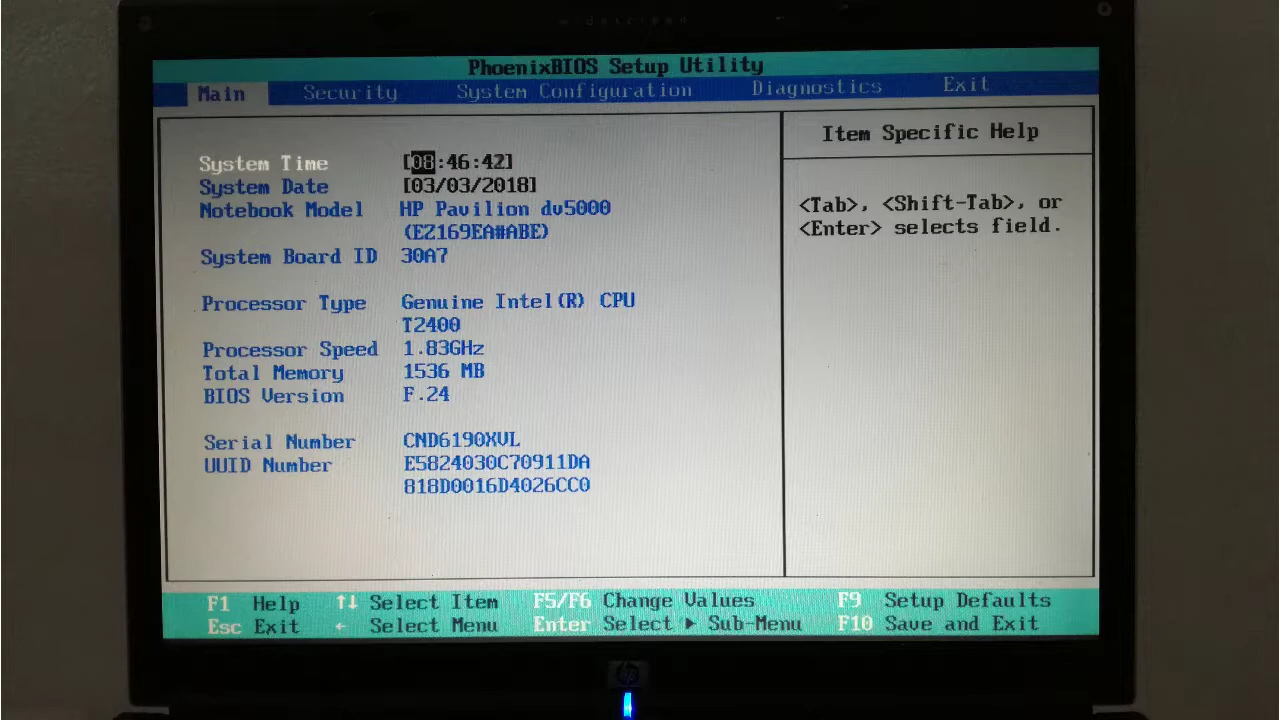 widescreen
PhoenixBIOS Setup Utility
Main Security System Configuration Diagnostics Exit
Item Specific Help
System Time [08:46:42]
System Date [03/03/2018]
Notebook Model HP Pavilion dv5000
(EZ169EA#ABE)
System Board ID 30A7
<Tab>, <Shift-Tab>, or
<Enter> selects field.
Processor Type Genuine Intel(R) CPU
T2400
Processor Speed 1.83GHz
Total Memory 1536 MB
BIOS Version F.24
Serial Number CND6190XVL
UUID Number E5824030C70911DA
818D0016D4026CC0
F1 Help ↑↓ Select Item F5/F6 Change Values F9 Setup Defaults
Esc Exit ← Select Menu Enter Select ▶ Sub-Menu F10 Save and Exit
hp